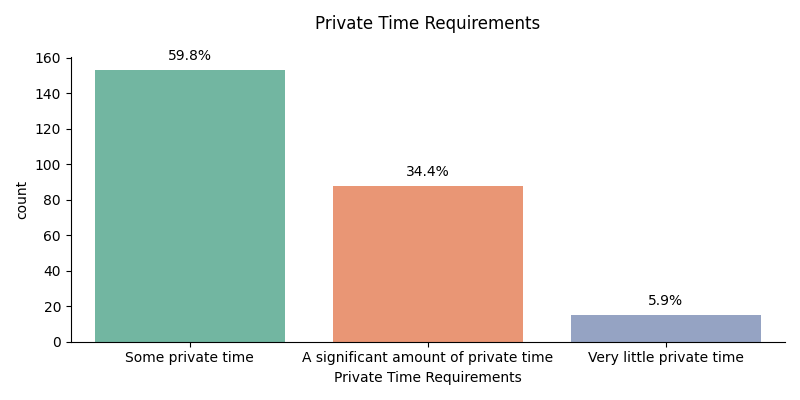 Private Time Requirements
59.8%
34.4%
5.9%
160
140
120
100
80
60
40
20
0
count
Some private time
A significant amount of private time
Very little private time
Private Time Requirements